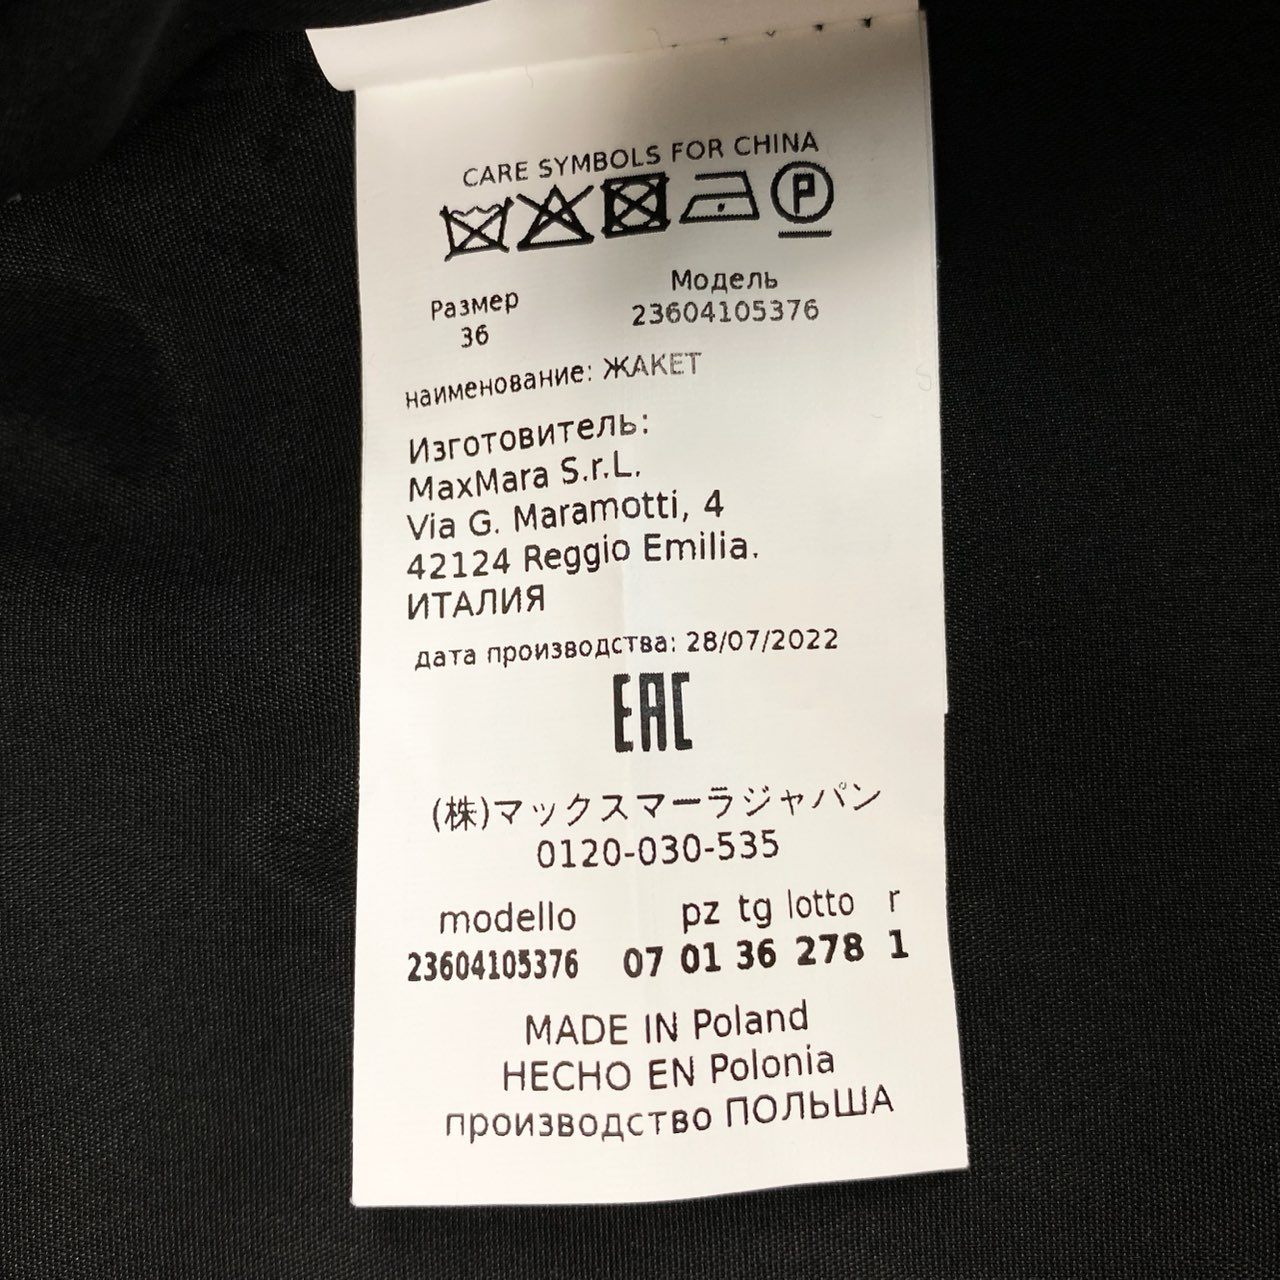 CARE SYMBOLS FOR CHINA
P
Размер
36
Модель
23604105376
наименование: ЖАКЕТ
Изготовитель:
MaxMara S.r.L.
Via G. Maramotti, 4
42124 Reggio Emilia.
ИТАЛИЯ
дата производства: 28/07/2022
EAC
(株)マックスマーラジャパン
0120-030-535
modello pz tg lotto r
23604105376 07 01 36 278 1
MADE IN Poland
HECHO EN Polonia
производство ПОЛЬША